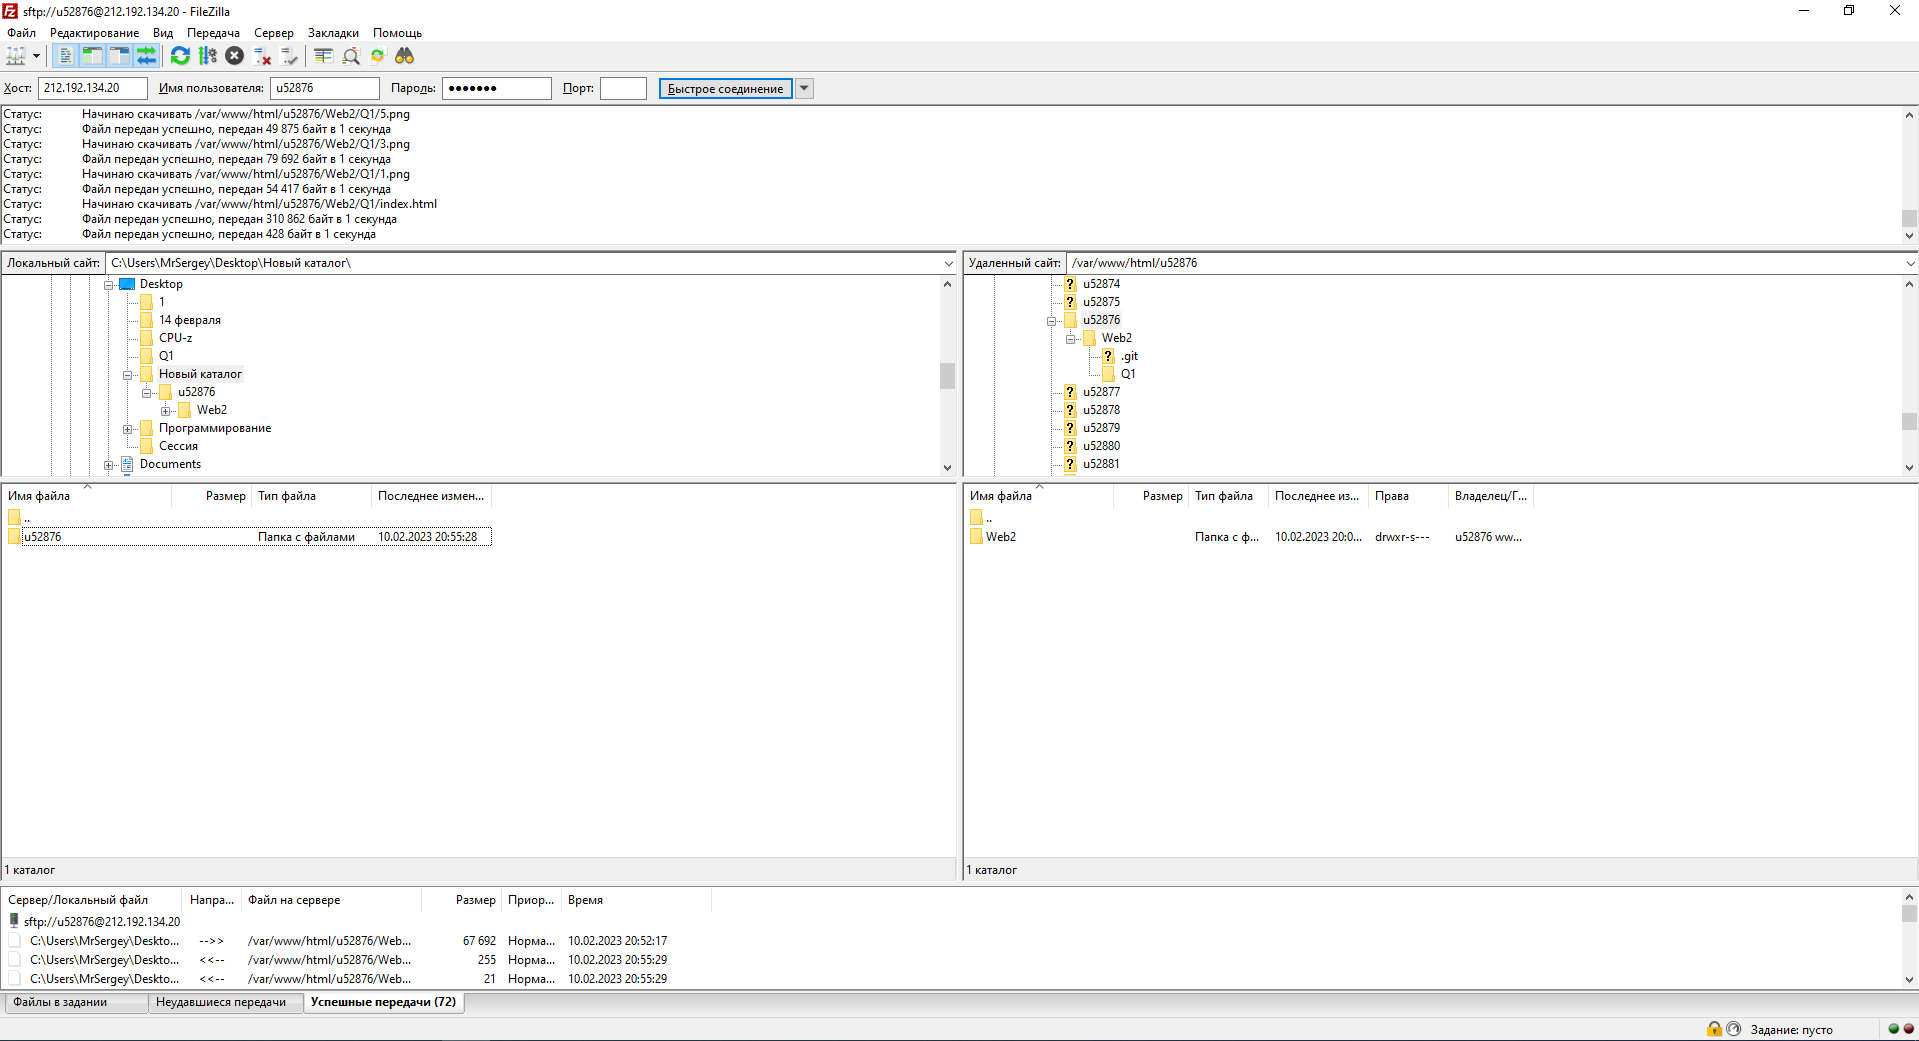 sftp://u52876@212.192.134.20 - FileZilla
Файл Редактирование Вид Передача Сервер Закладки Помощь
Хост: 212.192.134.20 Имя пользователя: u52876 Пароль: ●●●●●●● Порт: Быстрое соединение
Статус: Начинаю скачивать /var/www/html/u52876/Web2/Q1/5.png
Статус: Файл передан успешно, передан 49 875 байт в 1 секунда
Статус: Начинаю скачивать /var/www/html/u52876/Web2/Q1/3.png
Статус: Файл передан успешно, передан 79 692 байт в 1 секунда
Статус: Начинаю скачивать /var/www/html/u52876/Web2/Q1/1.png
Статус: Файл передан успешно, передан 54 417 байт в 1 секунда
Статус: Начинаю скачивать /var/www/html/u52876/Web2/Q1/index.html
Статус: Файл передан успешно, передан 310 862 байт в 1 секунда
Статус: Файл передан успешно, передан 428 байт в 1 секунда
Локальный сайт: C:\Users\MrSergey\Desktop\Новый каталог\
Desktop
1
14 февраля
CPU-z
Q1
Новый каталог
u52876
Web2
Программирование
Сессия
Documents
Имя файла Размер Тип файла Последнее измен...
..
u52876 Папка с файлами 10.02.2023 20:55:28
1 каталог
Удаленный сайт: /var/www/html/u52876
u52874
u52875
u52876
Web2
.git
Q1
u52877
u52878
u52879
u52880
u52881
Имя файла Размер Тип файла Последнее из... Права Владелец/Г...
..
Web2 Папка с ф... 10.02.2023 20:0... drwxr-s--- u52876 ww...
1 каталог
Сервер/Локальный файл Напра... Файл на сервере Размер Приор... Время
sftp://u52876@212.192.134.20
C:\Users\MrSergey\Deskto... -->> /var/www/html/u52876/Web... 67 692 Норма... 10.02.2023 20:52:17
C:\Users\MrSergey\Deskto... <<-- /var/www/html/u52876/Web... 255 Норма... 10.02.2023 20:55:29
C:\Users\MrSergey\Deskto... <<-- /var/www/html/u52876/Web... 21 Норма... 10.02.2023 20:55:29
Файлы в задании Неудавшиеся передачи Успешные передачи (72)
Задание: пусто